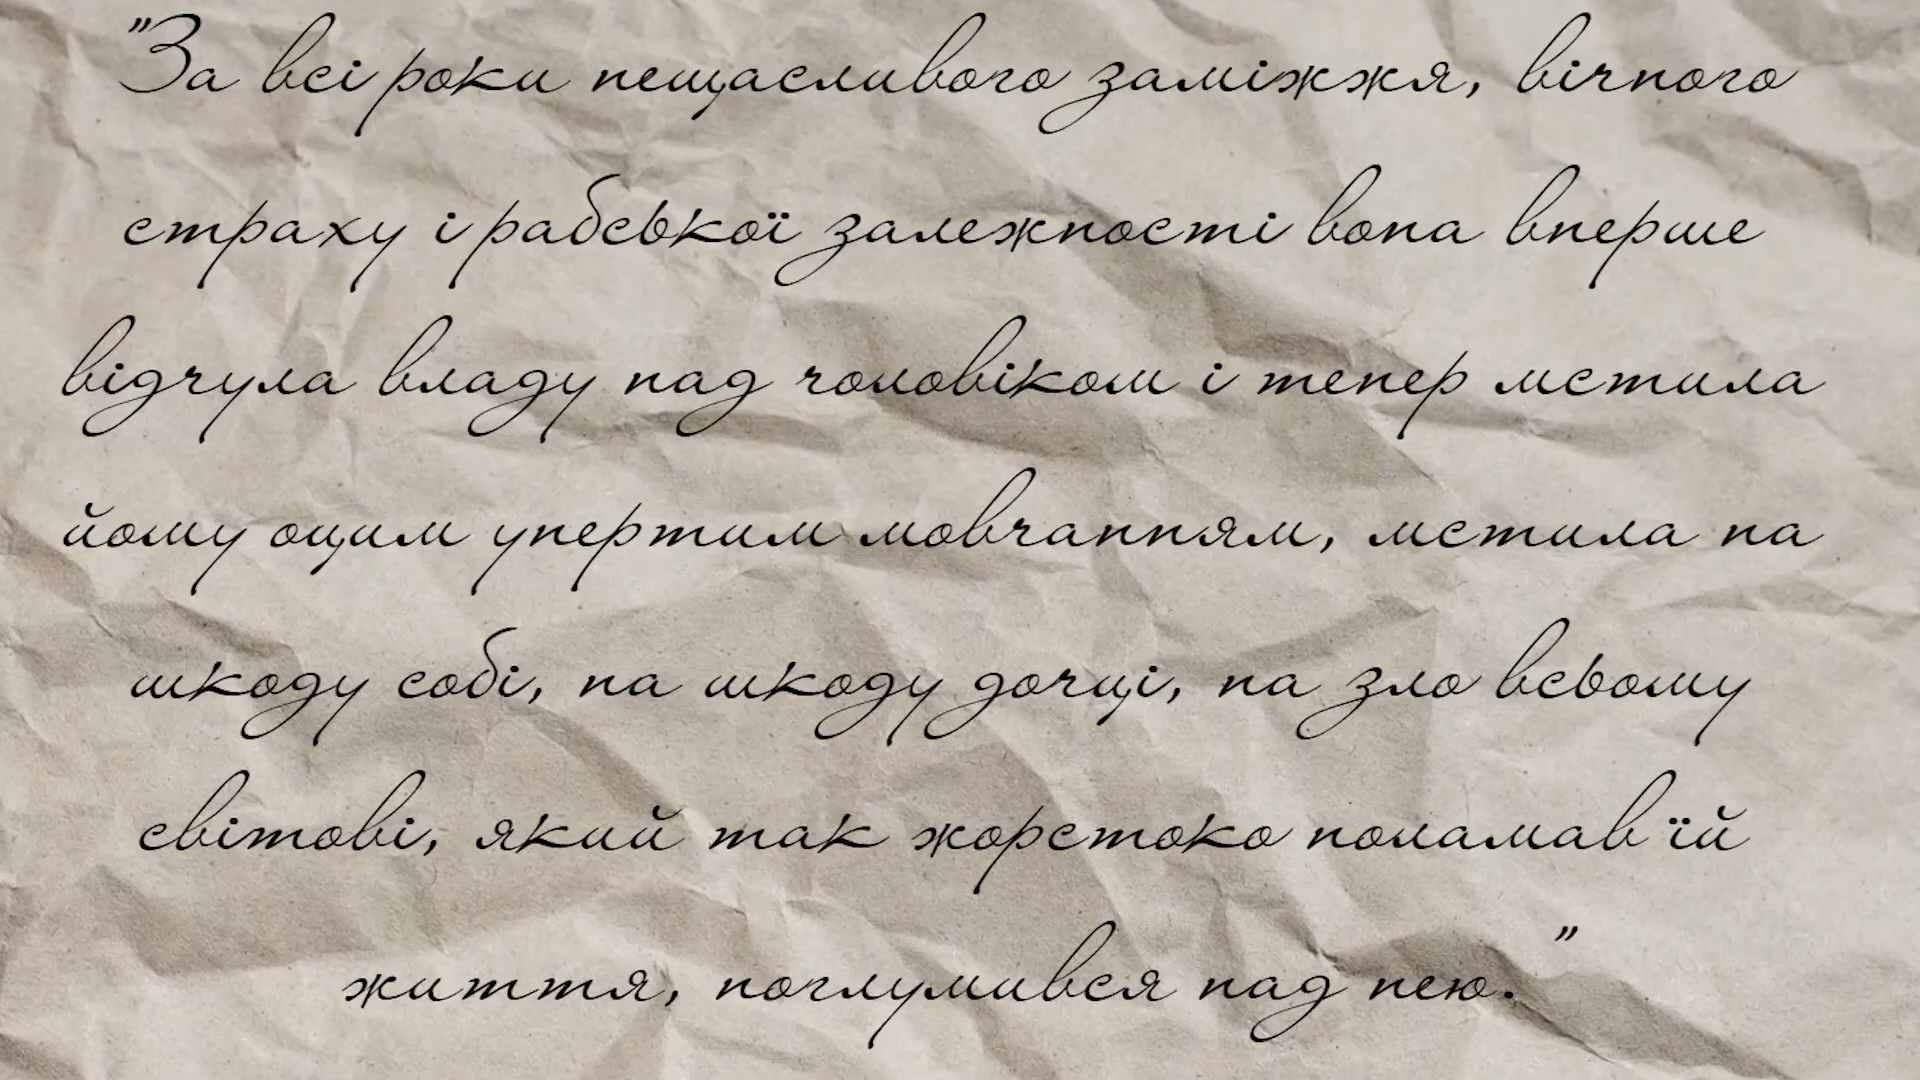 "За всі роки нещасливого заміжжя, вічного
страху і рабської залежності вона вперше
відчула владу над чоловіком і тепер мстила
йому оцим упертим мовчанням, мстила на
шкоду собі, на шкоду дочці, на зло всьому
світові, який так жорстоко поламав їй
життя, поглумився над нею."